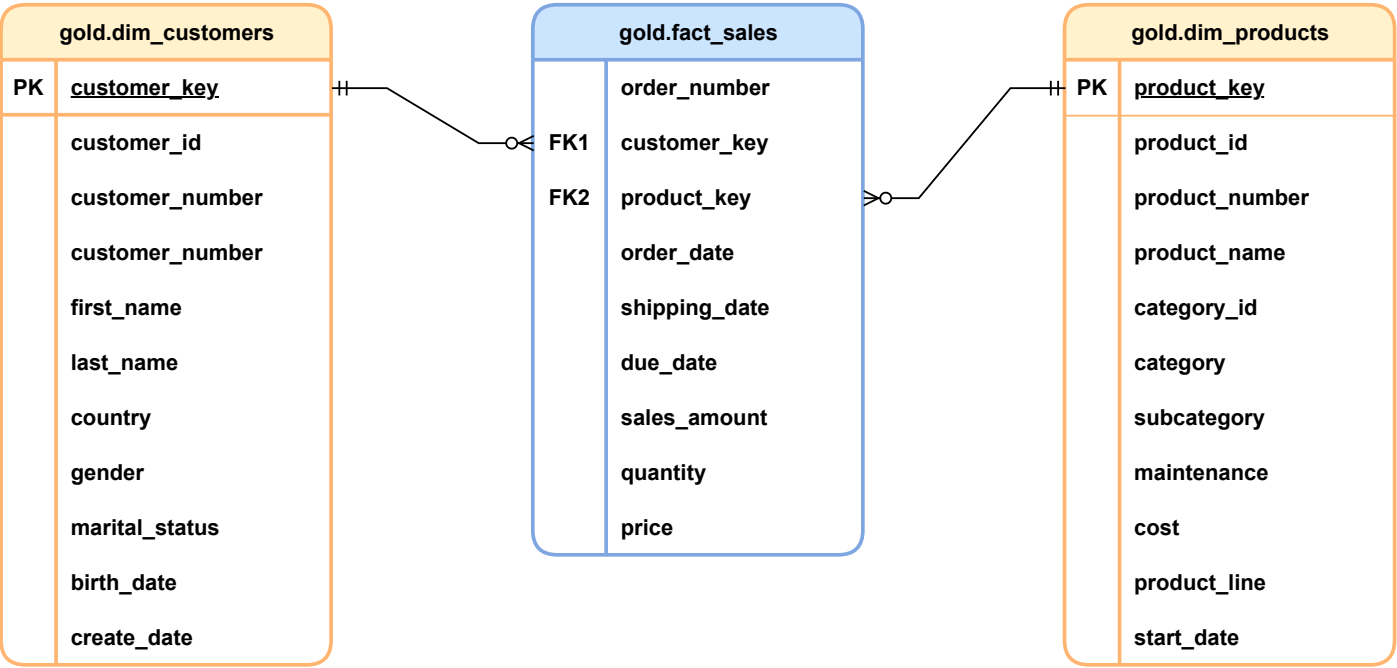 gold.dim_customers
PK customer_key
customer_id
customer_number
customer_number
first_name
last_name
country
gender
marital_status
birth_date
create_date
gold.fact_sales
order_number
FK1 customer_key
FK2 product_key
order_date
shipping_date
due_date
sales_amount
quantity
price
gold.dim_products
PK product_key
product_id
product_number
product_name
category_id
category
subcategory
maintenance
cost
product_line
start_date